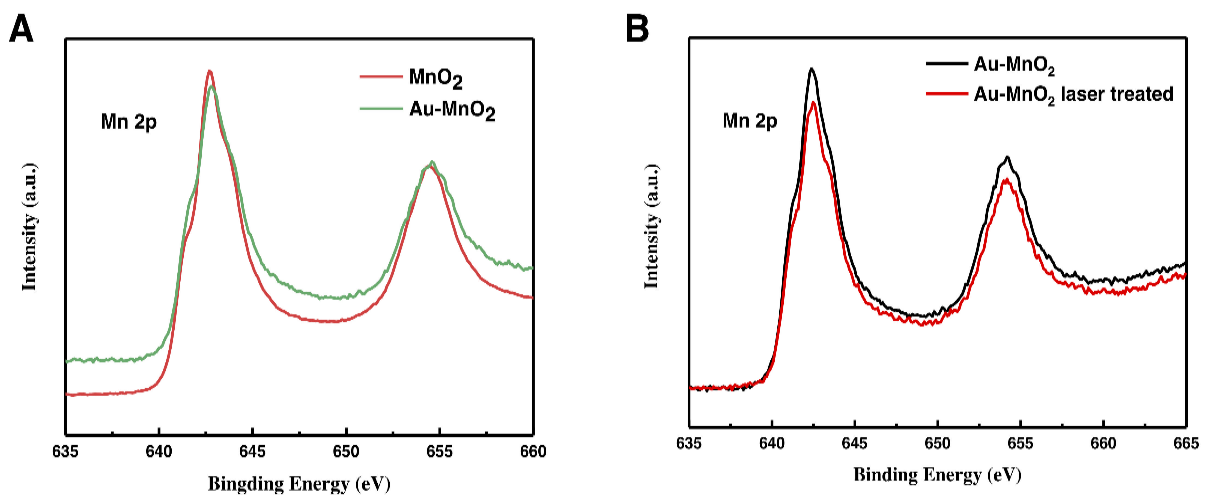 A
MnO2
Au-MnO2
Mn 2p
Intensity (a.u.)
635 640 645 650 655 660
Bingding Energy (eV)
B
Au-MnO2
Au-MnO2 laser treated
Mn 2p
Intensity (a.u.)
635 640 645 650 655 660 665
Binding Energy (eV)